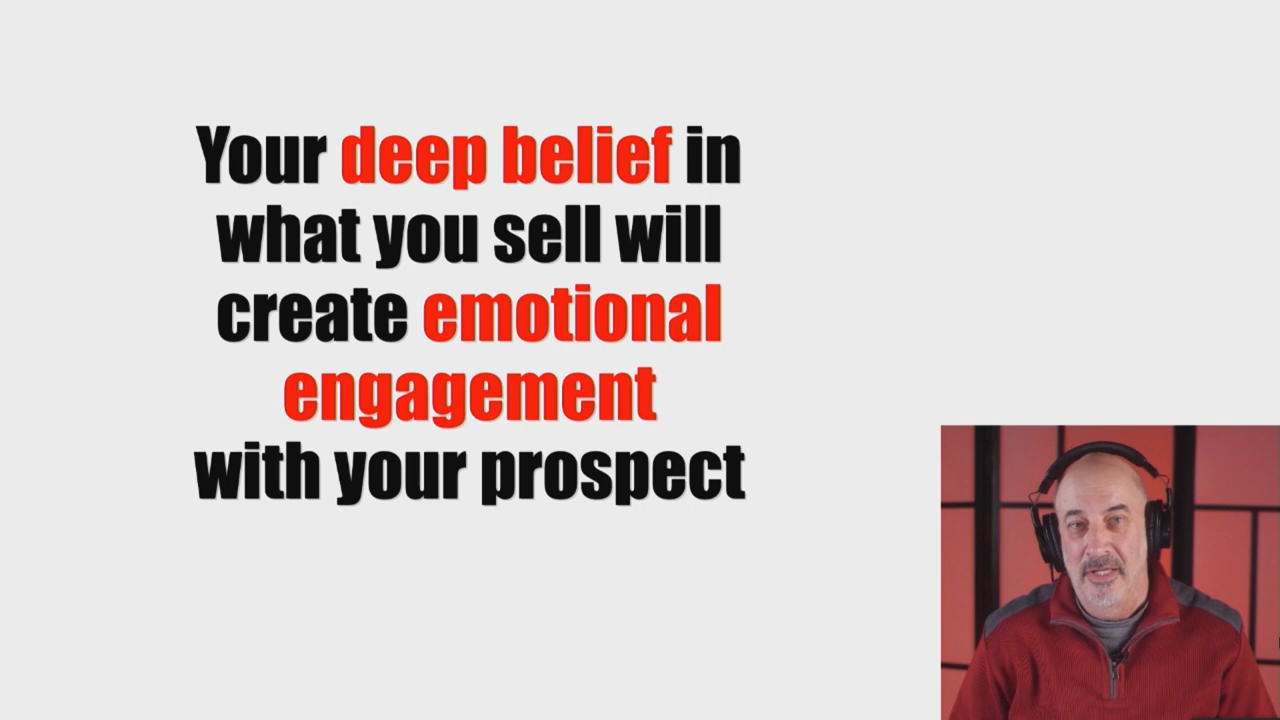 Your deep belief in
what you sell will
create emotional
engagement
with your prospect